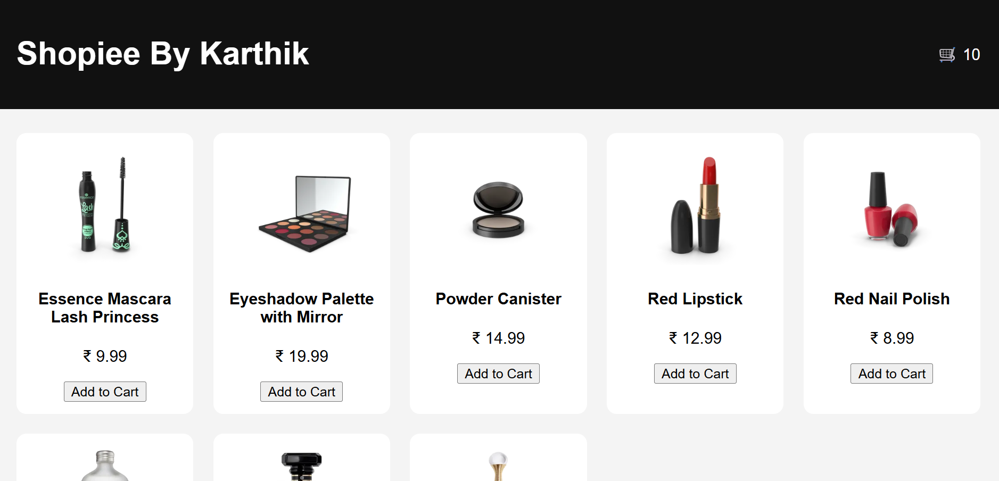 Shopiee By Karthik
10
essence
Lash
Essence Mascara
Lash Princess
₹ 9.99
Add to Cart
Eyeshadow Palette
with Mirror
₹ 19.99
Add to Cart
Powder Canister
₹ 14.99
Add to Cart
Red Lipstick
₹ 12.99
Add to Cart
Red Nail Polish
₹ 8.99
Add to Cart